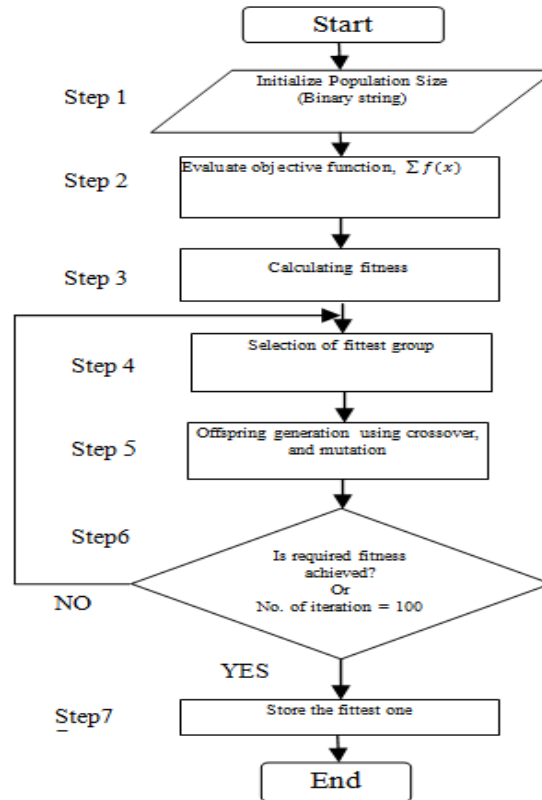 Start
Step 1
Initialize Population Size
(Binary string)
Step 2
Evaluate objective function, ∑ f(x)
Step 3
Calculating fitness
Step 4
Selection of fittest group
Step 5
Offspring generation using crossover,
and mutation
Step6
Is required fitness
achieved?
Or
No. of iteration = 100
NO
YES
Step7
Store the fittest one
End